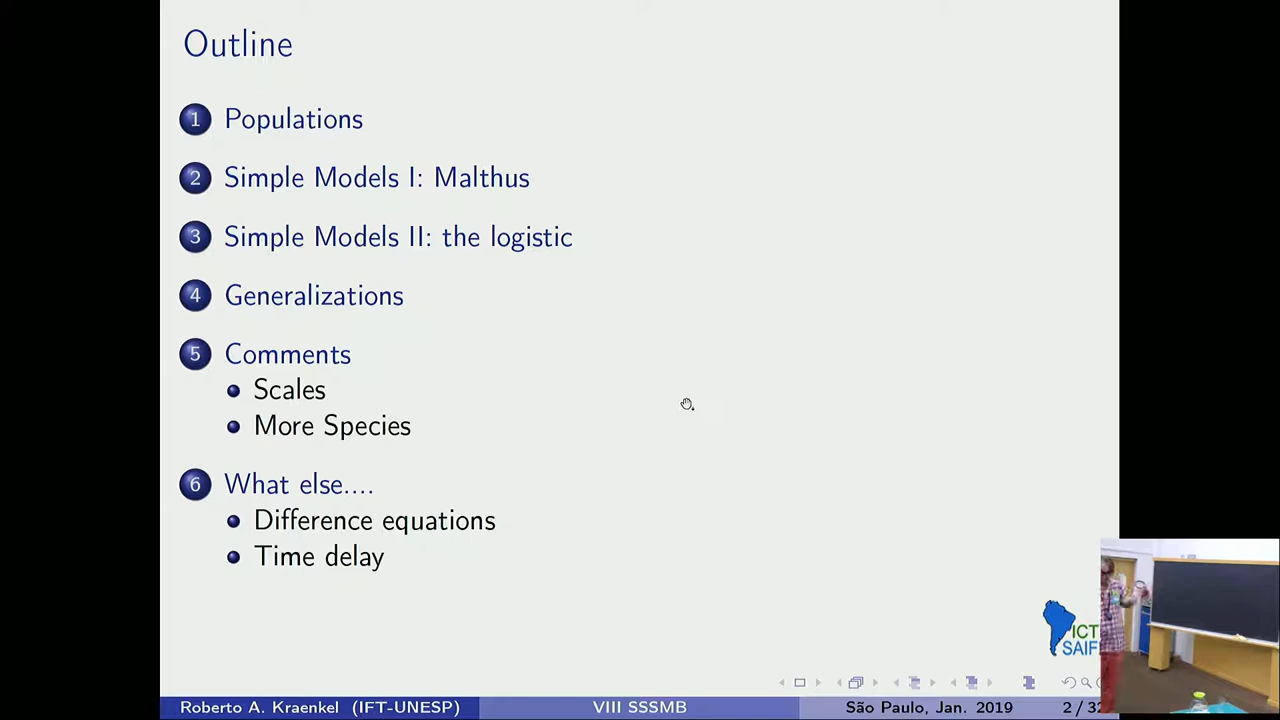 Outline
1 Populations
2 Simple Models I: Malthus
3 Simple Models II: the logistic
4 Generalizations
5 Comments
Scales
More Species
6 What else....
Difference equations
Time delay
ICT
SAIF
Roberto A. Kraenkel (IFT-UNESP) VIII SSSMB São Paulo, Jan. 2019 2 / 32